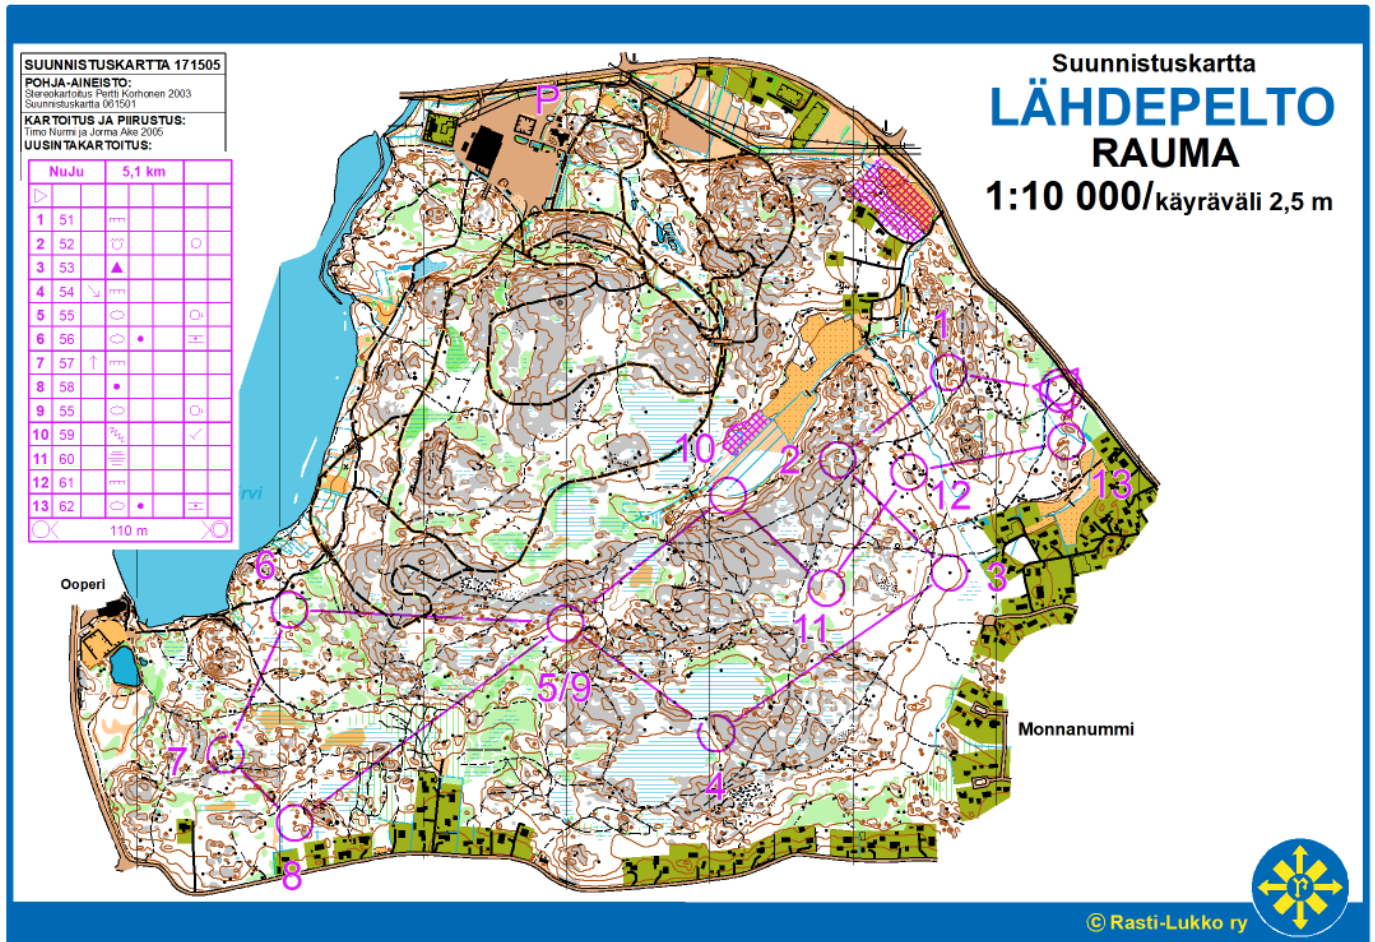 SUUNNISTUSKARTTA 171505
POHJA-AINEISTO:
Stereokartoitus Pertti Korhonen 2003
Suunnistuskartta 061501
KARTOITUS JA PIIRUSTUS:
Timo Nurmi ja Jorma Ake 2005
UUSINTAKARTOITUS:
NuJu 5,1 km
1 51
2 52
3 53
4 54
5 55
6 56
7 57
8 58
9 55
10 59
11 60
12 61
13 62
110 m
Suunnistuskartta
LÄHDEPELTO
RAUMA
1:10 000/käyräväli 2,5 m
P
1
10
2
12
13
rvi
6
3
Ooperi
11
5/9
Monnanummi
7
4
8
© Rasti-Lukko ry